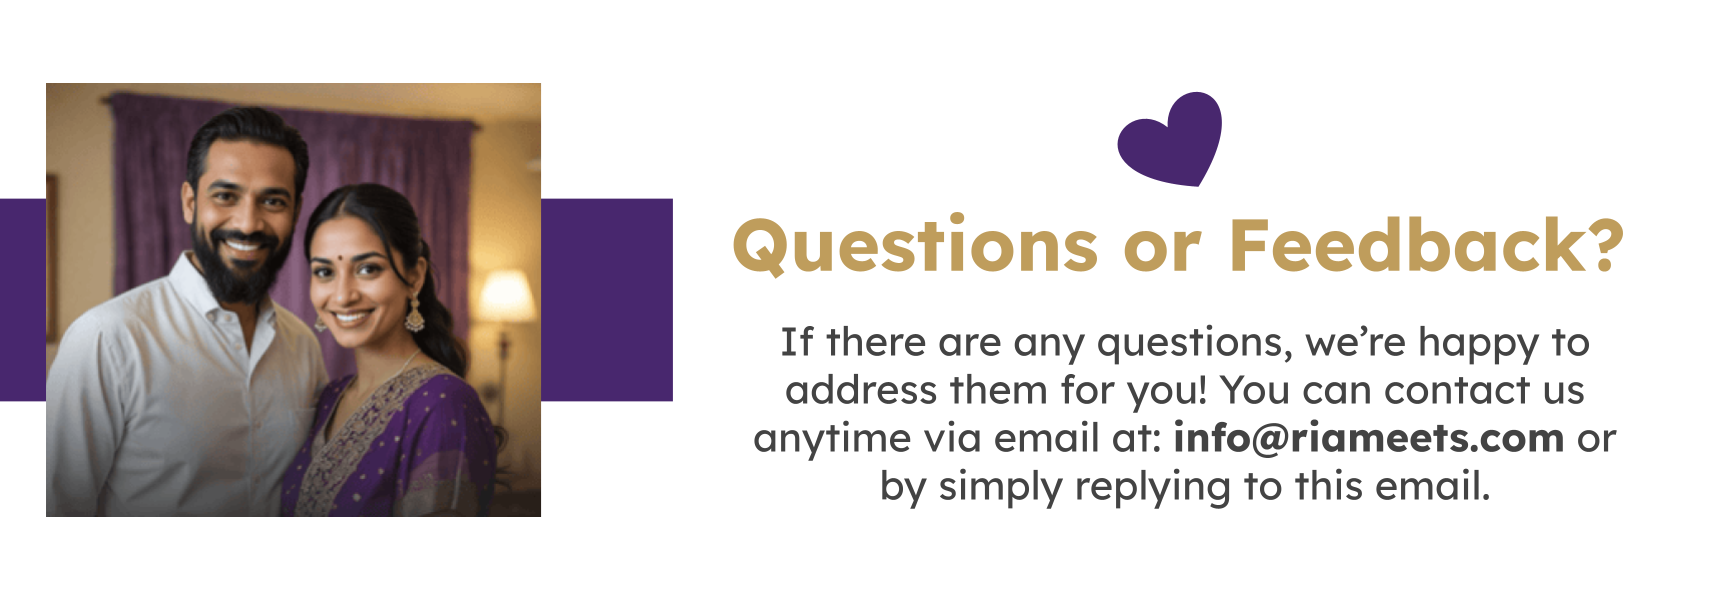 Questions or Feedback?
If there are any questions, we’re happy to
address them for you! You can contact us
anytime via email at: info@riameets.com or
by simply replying to this email.